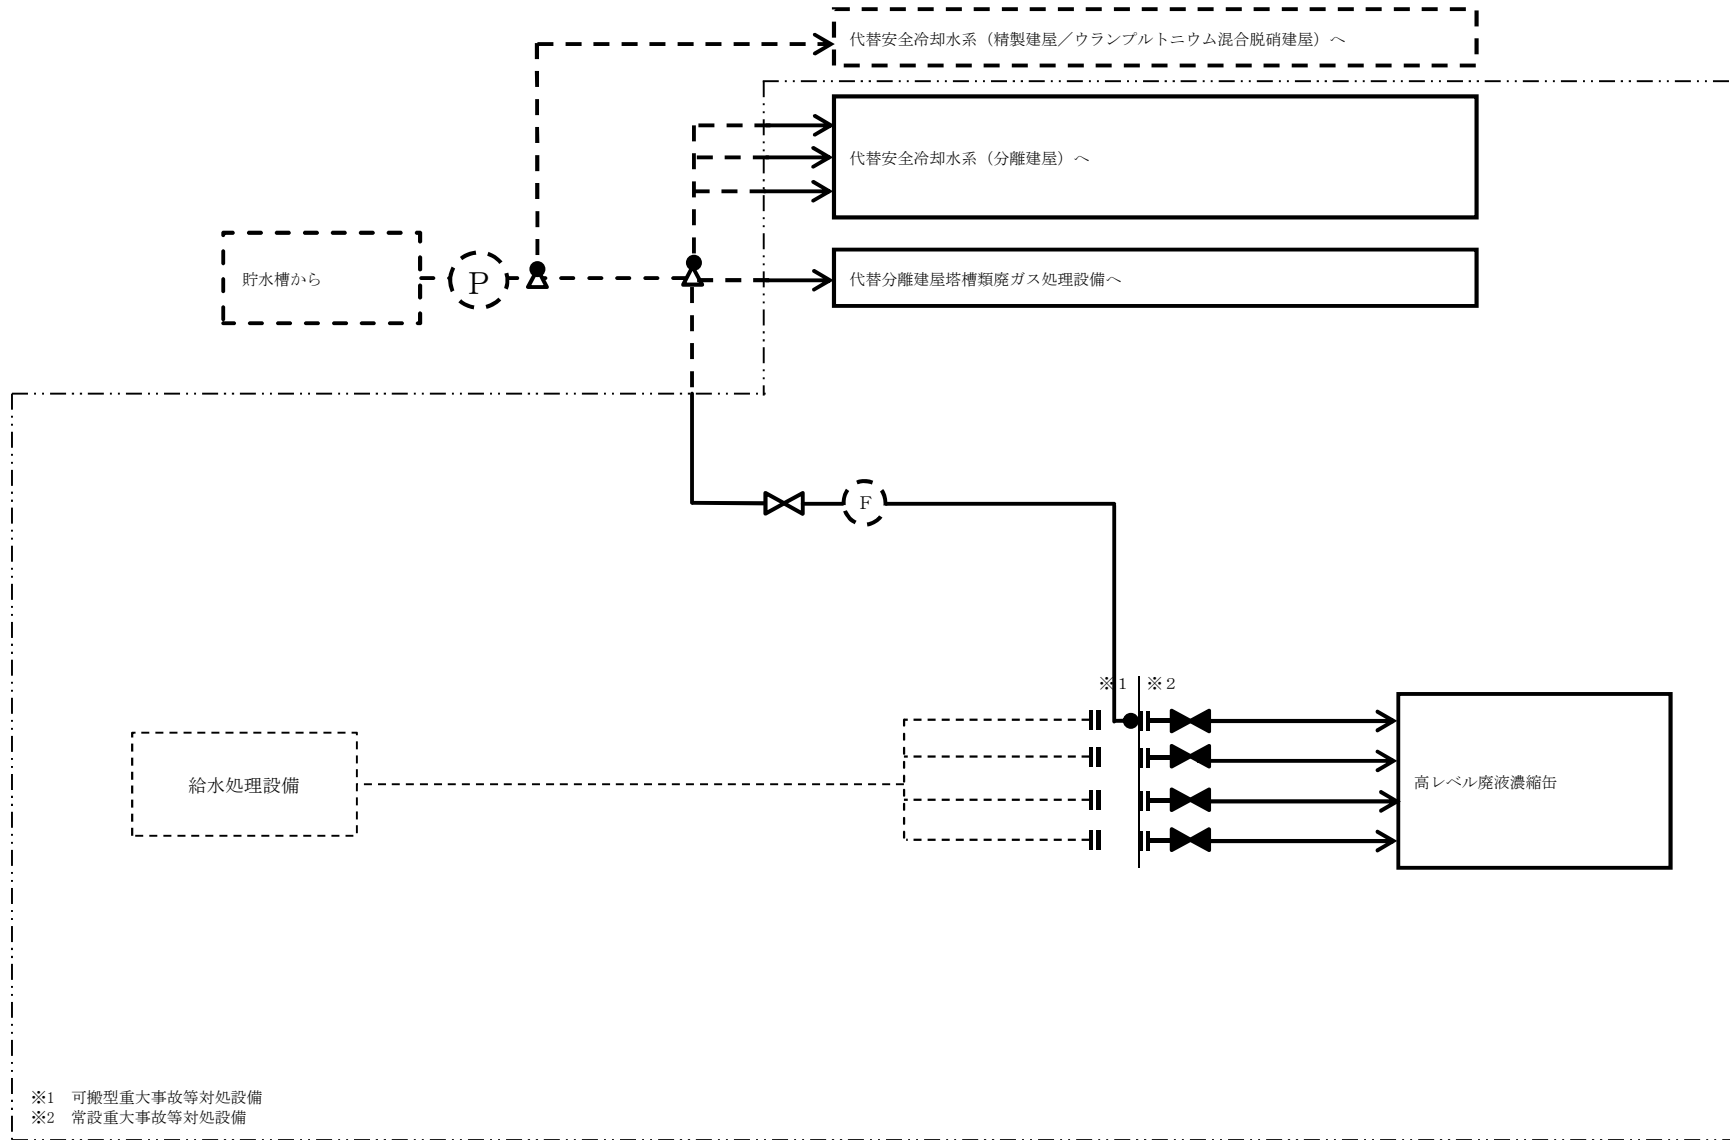 代替安全冷却水系（精製建屋／ウランプルトニウム混合脱硝建屋）へ
代替安全冷却水系（分離建屋）へ
貯水槽から
P
代替分離建屋塔槽類廃ガス処理設備へ
F
※1 ※2
給水処理設備
高レベル廃液濃縮缶
※1　可搬型重大事故等対処設備
※2　常設重大事故等対処設備